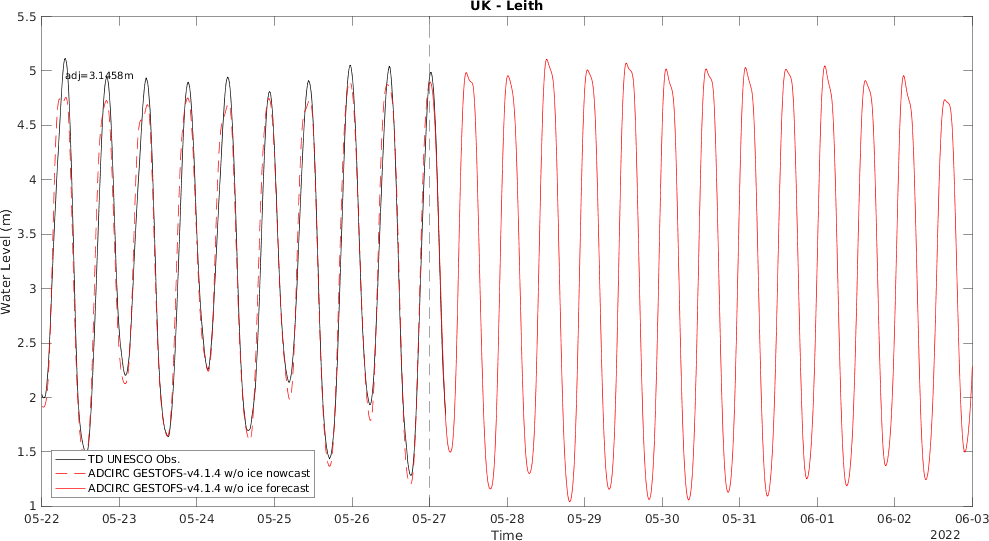 UK - Leith
adj=3.1458m
Water Level (m)
5.5
5
4.5
4
3.5
3
2.5
2
1.5
1
TD UNESCO Obs.
ADCIRC GESTOFS-v4.1.4 w/o ice nowcast
ADCIRC GESTOFS-v4.1.4 w/o ice forecast
05-22 05-23 05-24 05-25 05-26 05-27 05-28 05-29 05-30 05-31 06-01 06-02 06-03
Time
2022